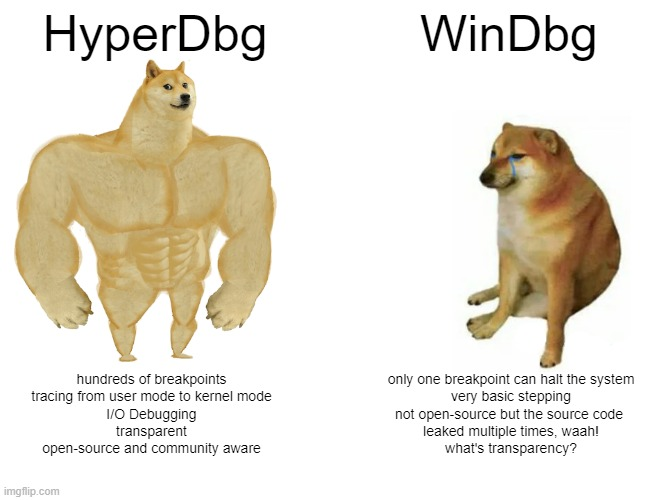 HyperDbg
WinDbg
hundreds of breakpoints
tracing from user mode to kernel mode
I/O Debugging
transparent
open-source and community aware
only one breakpoint can halt the system
very basic stepping
not open-source but the source code
leaked multiple times, waah!
what's transparency?
imgflip.com